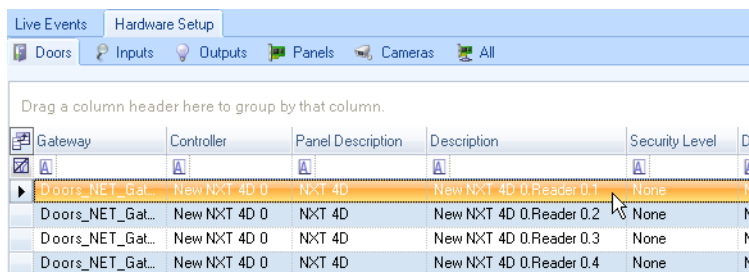 Live Events Hardware Setup
Doors Inputs Outputs Panels Cameras All
Drag a column header here to group by that column.
Gateway Controller Panel Description Description Security Level D
A A A A A
Doors_NET_Gat... New NXT 4D 0 NXT 4D New NXT 4D 0.Reader 0.1 None N
Doors_NET_Gat... New NXT 4D 0 NXT 4D New NXT 4D 0.Reader 0.2 None N
Doors_NET_Gat... New NXT 4D 0 NXT 4D New NXT 4D 0.Reader 0.3 None N
Doors_NET_Gat... New NXT 4D 0 NXT 4D New NXT 4D 0.Reader 0.4 None N